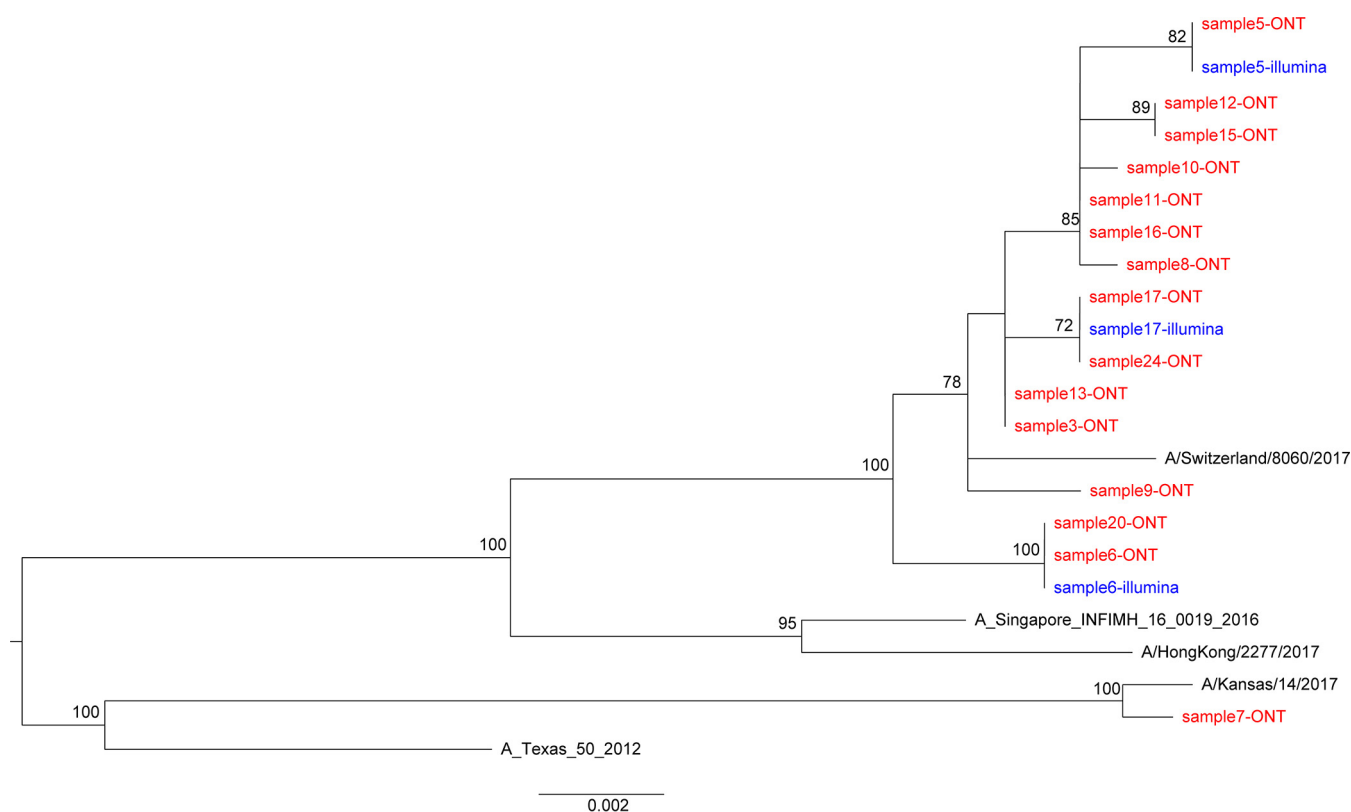 sample5-ONT
82
sample5-illumina
sample12-ONT
89
sample15-ONT
sample10-ONT
sample11-ONT
85
sample16-ONT
sample8-ONT
sample17-ONT
72
sample17-illumina
sample24-ONT
78
sample13-ONT
sample3-ONT
A/Switzerland/8060/2017
100
sample9-ONT
sample20-ONT
100
100
sample6-ONT
sample6-illumina
95
A_Singapore_INFIMH_16_0019_2016
A/HongKong/2277/2017
100
A/Kansas/14/2017
100
sample7-ONT
A_Texas_50_2012
0.002